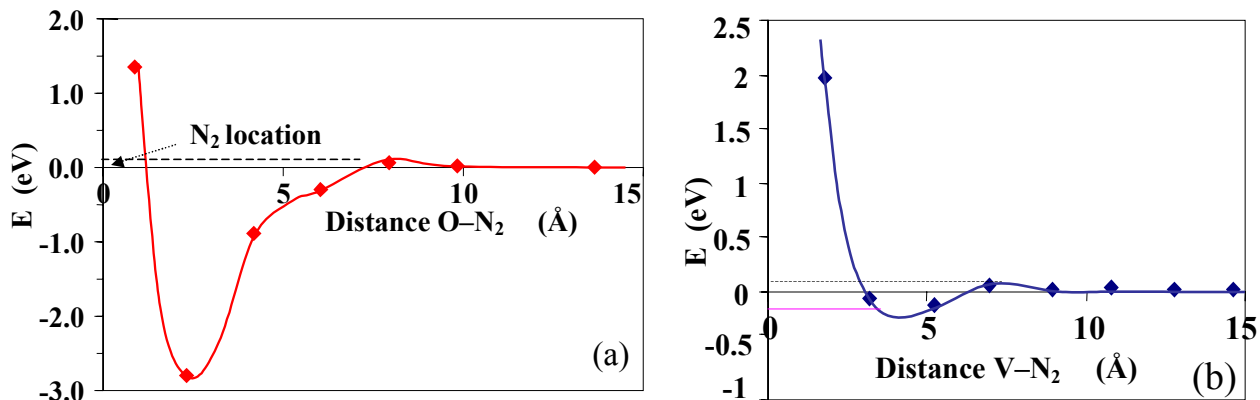 2.0
1.0
N₂ location
0.0
0 5 10 15
Distance O–N₂ (Å)
E (eV)
-1.0
-2.0
-3.0
(a)
2.5
2
1.5
1
0.5
0
0 5 10 15
E (eV)
-0.5
Distance V–N₂ (Å)
-1
(b)